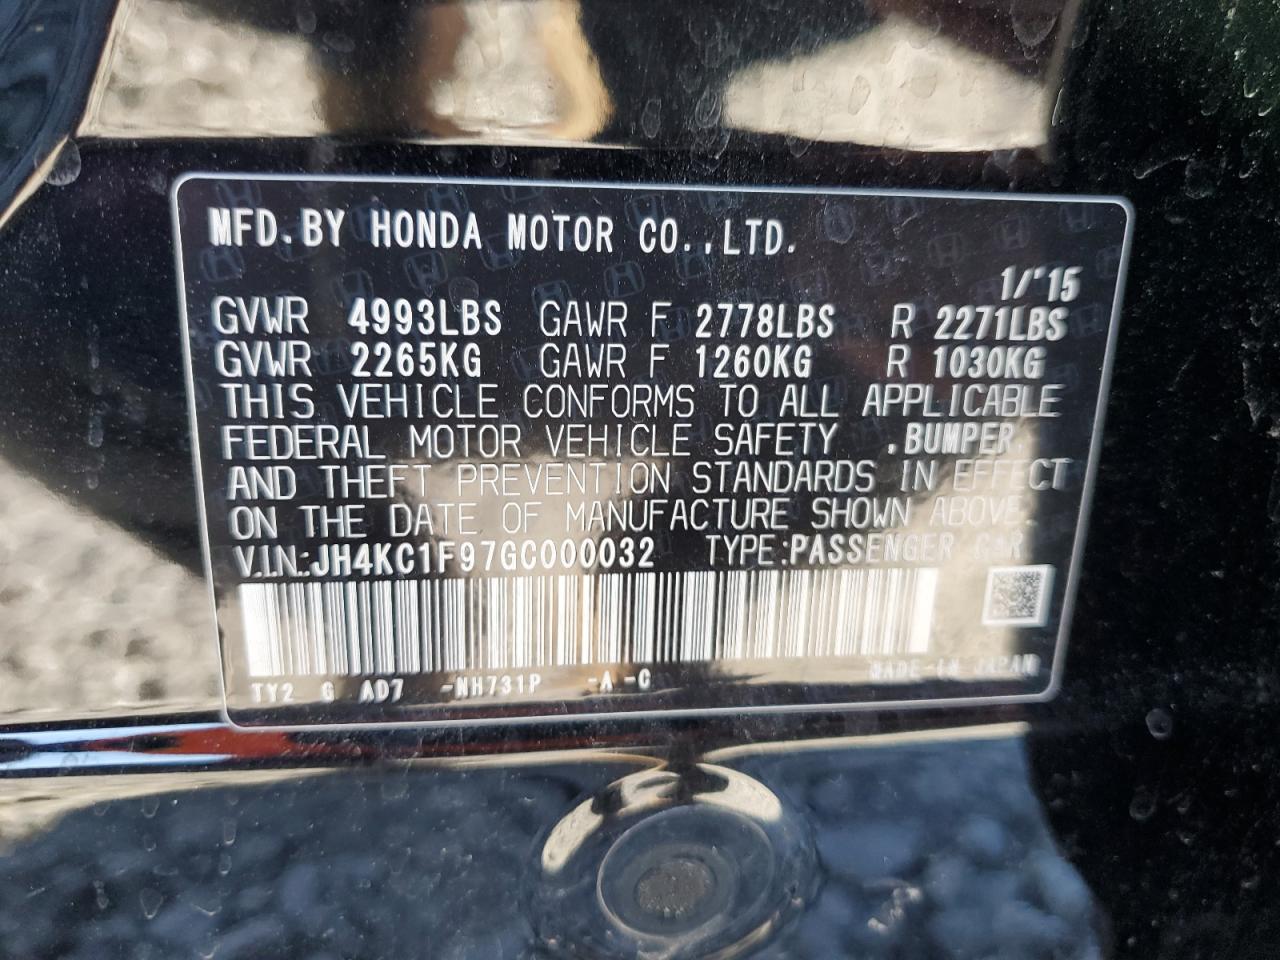 MFD.BY HONDA MOTOR CO.,LTD.
1/'15
GVWR 4993LBS GAWR F 2778LBS R 2271LBS
GVWR 2265KG GAWR F 1260KG R 1030KG
THIS VEHICLE CONFORMS TO ALL APPLICABLE
FEDERAL MOTOR VEHICLE SAFETY ,BUMPER,
AND THEFT PREVENTION STANDARDS IN EFFECT
ON THE DATE OF MANUFACTURE SHOWN ABOVE.
V.I.N.:JH4KC1F97GC000032 TYPE:PASSENGER CAR
TY2 G AD7 -NH731P -A -C MADE-IN JAPAN